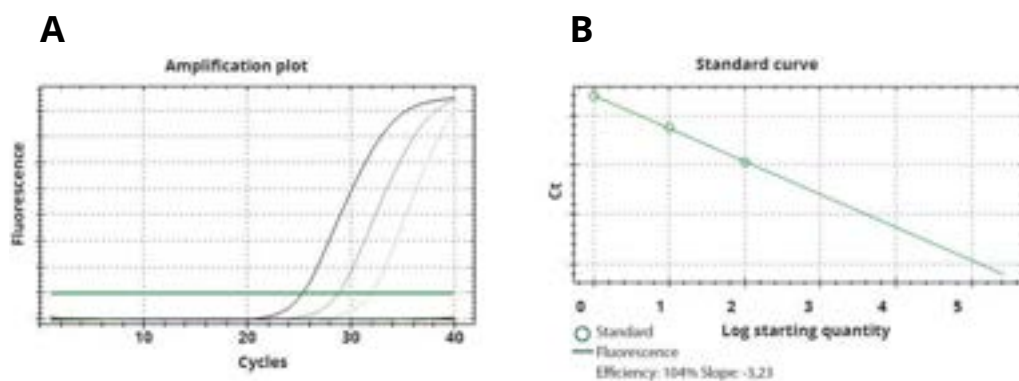 A
Amplification plot
Fluorescence
10 20 30 40
Cycles
B
Standard curve
Ct
0 1 2 3 4 5
Log starting quantity
Standard
Fluorescence
Efficiency: 104% Slope: -3,23